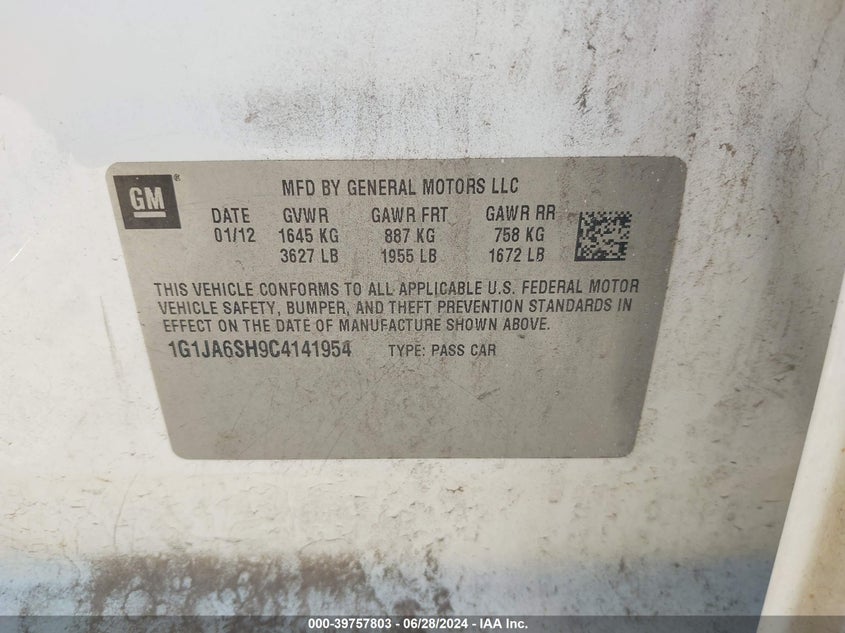 GM®
MFD BY GENERAL MOTORS LLC
DATE GVWR GAWR FRT GAWR RR
01/12 1645 KG 887 KG 758 KG
3627 LB 1955 LB 1672 LB
THIS VEHICLE CONFORMS TO ALL APPLICABLE U.S. FEDERAL MOTOR
VEHICLE SAFETY, BUMPER, AND THEFT PREVENTION STANDARDS IN
EFFECT ON THE DATE OF MANUFACTURE SHOWN ABOVE.
1G1JA6SH9C4141954 TYPE: PASS CAR
000-39757803 - 06/28/2024 - IAA Inc.